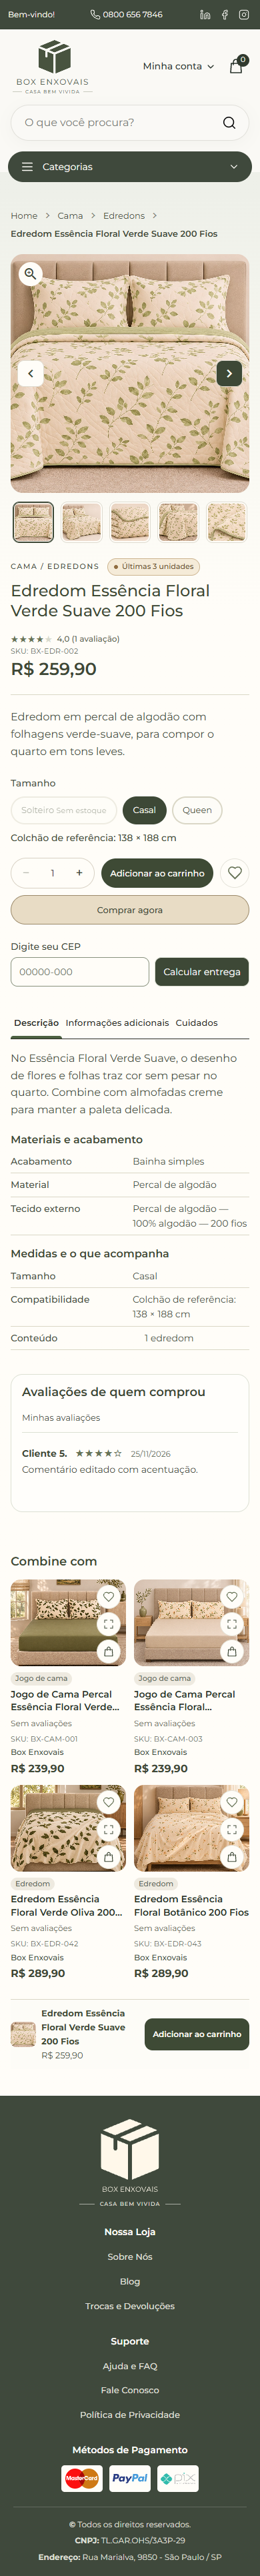 Bem-vindo!
0800 656 7846
BOX ENXOVAIS
CASA BEM VIVIDA
Minha conta
0
O que você procura?
Categorias
Home > Cama > Edredons >
Edredom Essência Floral Verde Suave 200 Fios
CAMA / EDREDONS
Últimas 3 unidades
Edredom Essência Floral
Verde Suave 200 Fios
★★★★★ 4,0 (1 avaliação)
SKU: BX-EDR-002
R$ 259,90
Edredom em percal de algodão com
folhagens verde-suave, para compor o
quarto em tons leves.
Tamanho
Solteiro Sem estoque
Casal
Queen
Colchão de referência: 138 × 188 cm
− 1 +
Adicionar ao carrinho
Comprar agora
Digite seu CEP
00000-000
Calcular entrega
Descrição Informações adicionais Cuidados
No Essência Floral Verde Suave, o desenho
de flores e folhas traz cor sem pesar no
quarto. Combine com almofadas creme
para manter a paleta delicada.
Materiais e acabamento
Acabamento Bainha simples
Material Percal de algodão
Tecido externo Percal de algodão —
100% algodão — 200 fios
Medidas e o que acompanha
Tamanho Casal
Compatibilidade Colchão de referência:
138 × 188 cm
Conteúdo 1 edredom
Avaliações de quem comprou
Minhas avaliações
Cliente 5. ★★★★☆ 25/11/2026
Comentário editado com acentuação.
Combine com
Jogo de cama
Jogo de Cama Percal
Essência Floral Verde...
Sem avaliações
SKU: BX-CAM-001
Box Enxovais
R$ 239,90
Jogo de cama
Jogo de Cama Percal
Essência Floral...
Sem avaliações
SKU: BX-CAM-003
Box Enxovais
R$ 239,90
Edredom
Edredom Essência
Floral Verde Oliva 200...
Sem avaliações
SKU: BX-EDR-042
Box Enxovais
R$ 289,90
Edredom
Edredom Essência
Floral Botânico 200 Fios
Sem avaliações
SKU: BX-EDR-043
Box Enxovais
R$ 289,90
Edredom Essência
Floral Verde Suave
200 Fios
R$ 259,90
Adicionar ao carrinho
BOX ENXOVAIS
CASA BEM VIVIDA
Nossa Loja
Sobre Nós
Blog
Trocas e Devoluções
Suporte
Ajuda e FAQ
Fale Conosco
Política de Privacidade
Métodos de Pagamento
MasterCard
PayPal
pix
© Todos os direitos reservados.
CNPJ: TL.GAR.OHS/3A3P-29
Endereço: Rua Marialva, 9850 - São Paulo / SP